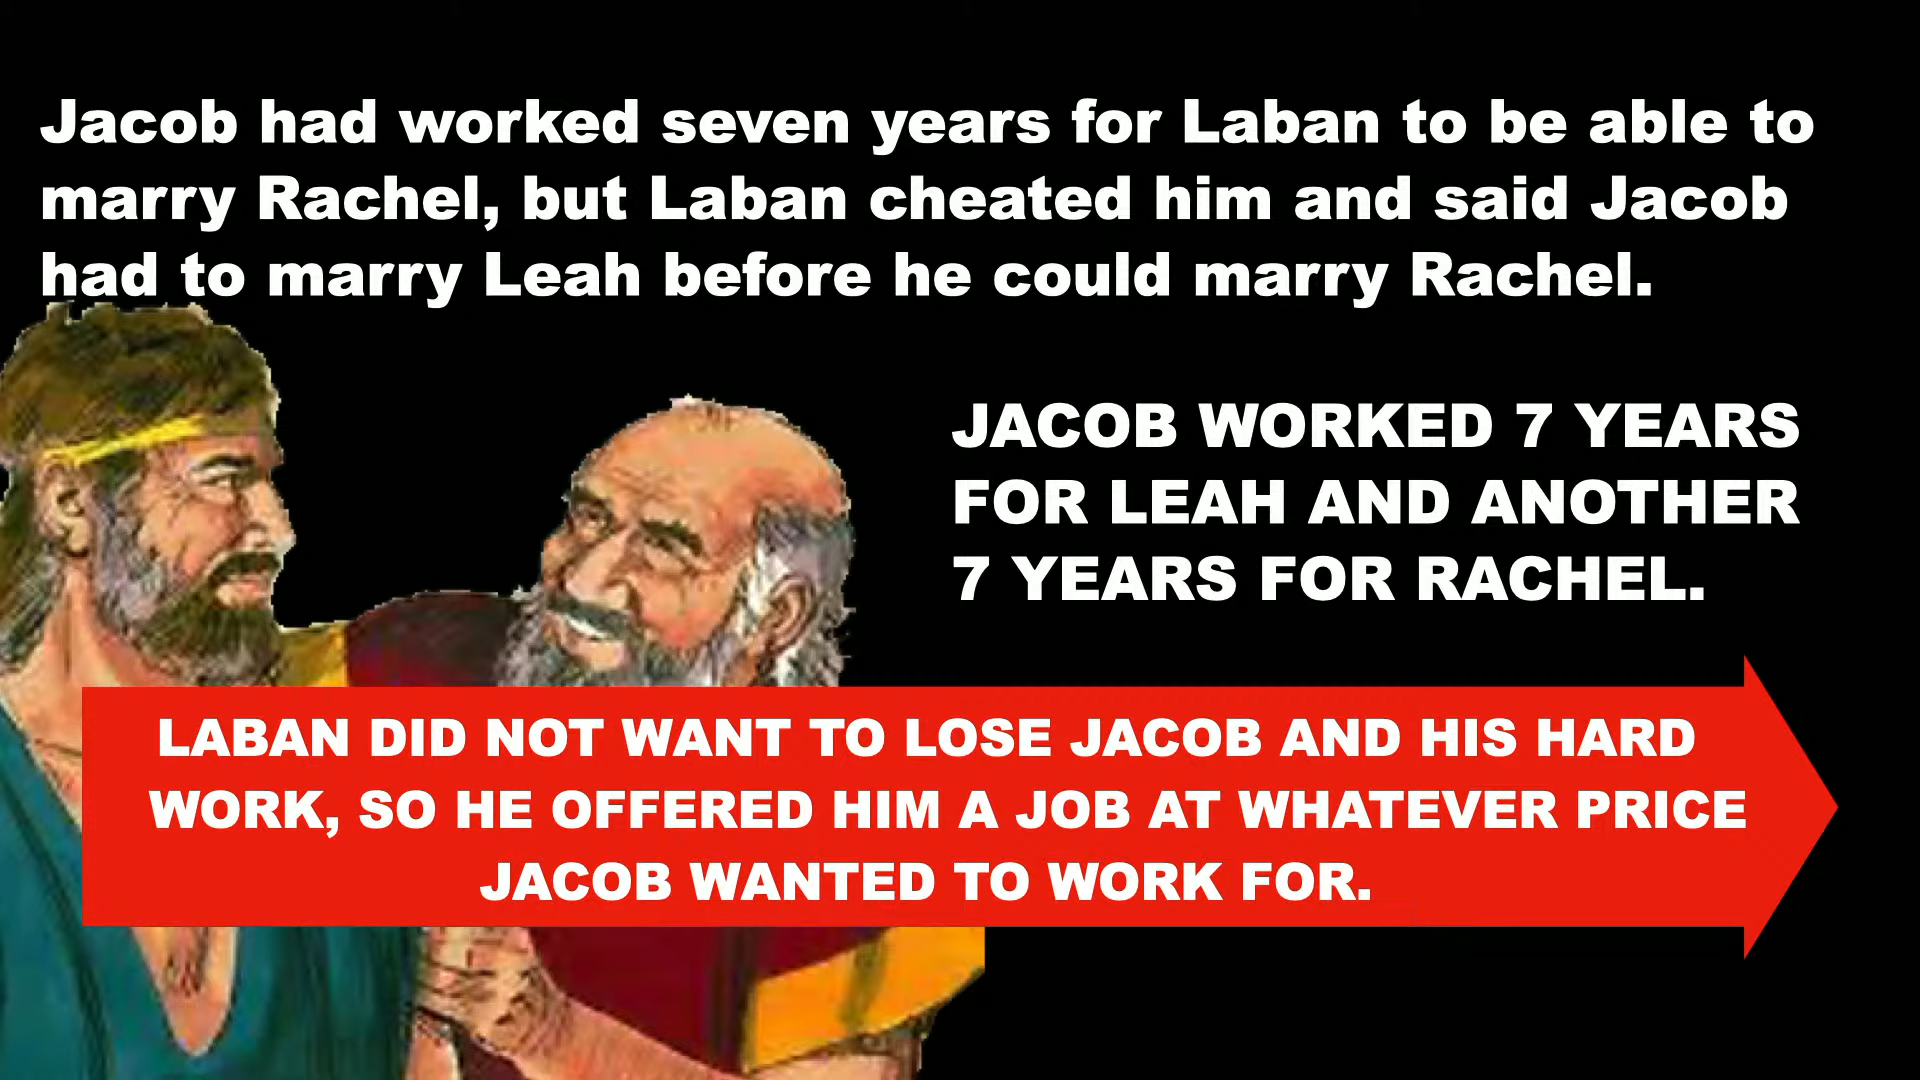 Jacob had worked seven years for Laban to be able to
marry Rachel, but Laban cheated him and said Jacob
had to marry Leah before he could marry Rachel.
JACOB WORKED 7 YEARS
FOR LEAH AND ANOTHER
7 YEARS FOR RACHEL.
LABAN DID NOT WANT TO LOSE JACOB AND HIS HARD
WORK, SO HE OFFERED HIM A JOB AT WHATEVER PRICE
JACOB WANTED TO WORK FOR.